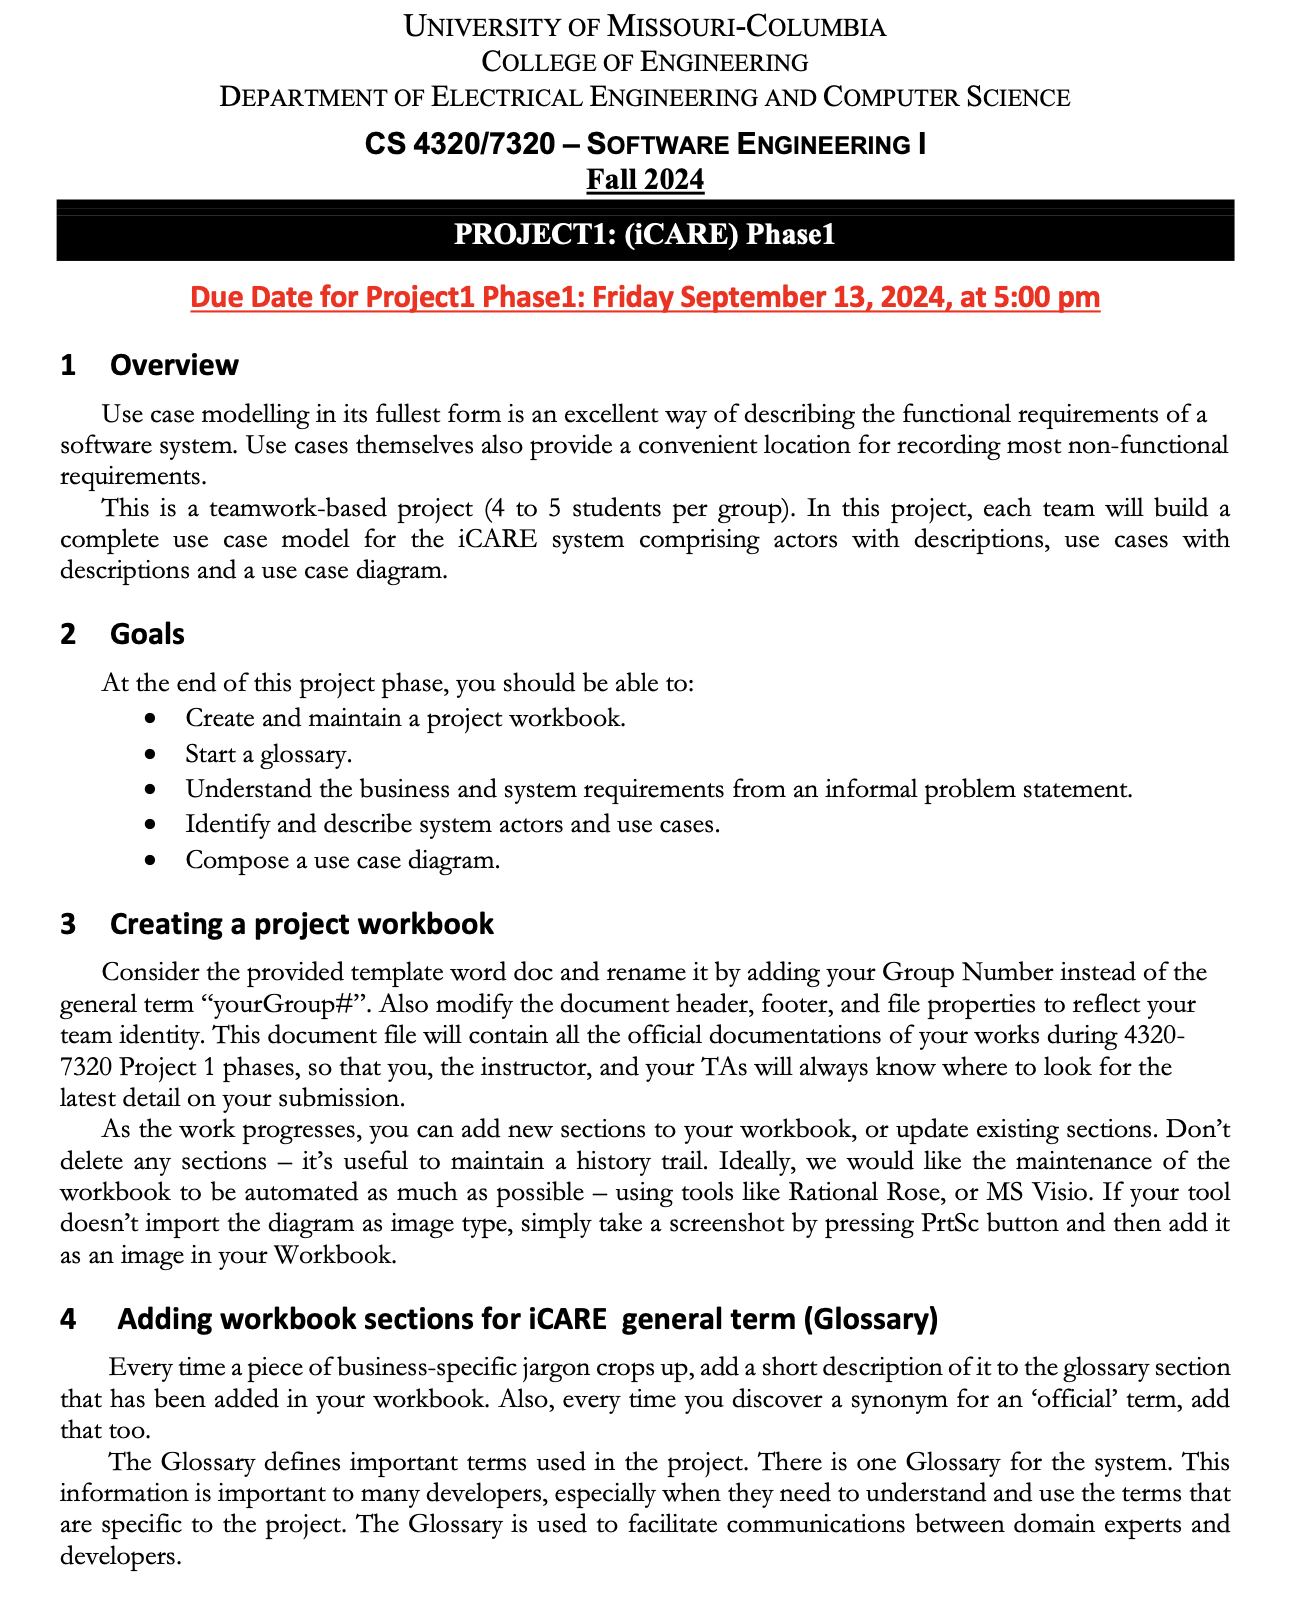 UNIVERSITY OF MISSOURI-COLUMBIA
COLLEGE OF ENGINEERING
DEPARTMENT OF ELECTRICAL ENGINEERING AND COMPUTER SCIENCE
CS 4320/7320 – SOFTWARE ENGINEERING I
Fall 2024
PROJECT1: (iCARE) Phase1
Due Date for Project1 Phase1: Friday September 13, 2024, at 5:00 pm
1 Overview
Use case modelling in its fullest form is an excellent way of describing the functional requirements of a
software system. Use cases themselves also provide a convenient location for recording most non-functional
requirements.
This is a teamwork-based project (4 to 5 students per group). In this project, each team will build a
complete use case model for the iCARE system comprising actors with descriptions, use cases with
descriptions and a use case diagram.
2 Goals
At the end of this project phase, you should be able to:
• Create and maintain a project workbook.
• Start a glossary.
• Understand the business and system requirements from an informal problem statement.
• Identify and describe system actors and use cases.
• Compose a use case diagram.
3 Creating a project workbook
Consider the provided template word doc and rename it by adding your Group Number instead of the
general term “yourGroup#”. Also modify the document header, footer, and file properties to reflect your
team identity. This document file will contain all the official documentations of your works during 4320-
7320 Project 1 phases, so that you, the instructor, and your TAs will always know where to look for the
latest detail on your submission.
As the work progresses, you can add new sections to your workbook, or update existing sections. Don’t
delete any sections – it’s useful to maintain a history trail. Ideally, we would like the maintenance of the
workbook to be automated as much as possible – using tools like Rational Rose, or MS Visio. If your tool
doesn’t import the diagram as image type, simply take a screenshot by pressing PrtSc button and then add it
as an image in your Workbook.
4 Adding workbook sections for iCARE general term (Glossary)
Every time a piece of business-specific jargon crops up, add a short description of it to the glossary section
that has been added in your workbook. Also, every time you discover a synonym for an ‘official’ term, add
that too.
The Glossary defines important terms used in the project. There is one Glossary for the system. This
information is important to many developers, especially when they need to understand and use the terms that
are specific to the project. The Glossary is used to facilitate communications between domain experts and
developers.